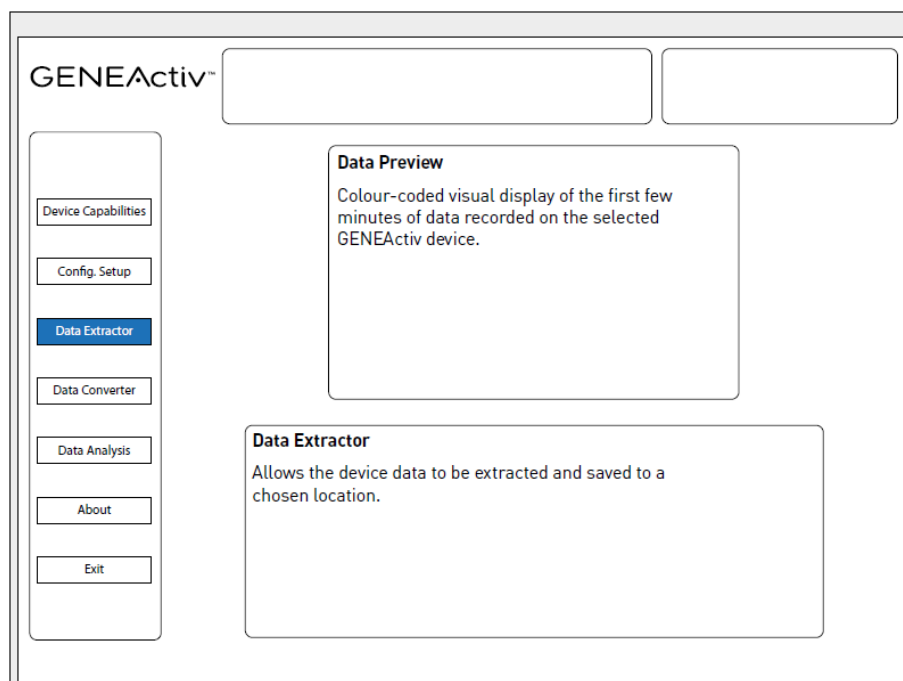 GENEActiv™
Device Capabilities
Config. Setup
Data Extractor
Data Converter
Data Analysis
About
Exit
Data Preview
Colour-coded visual display of the first few
minutes of data recorded on the selected
GENEActiv device.
Data Extractor
Allows the device data to be extracted and saved to a
chosen location.